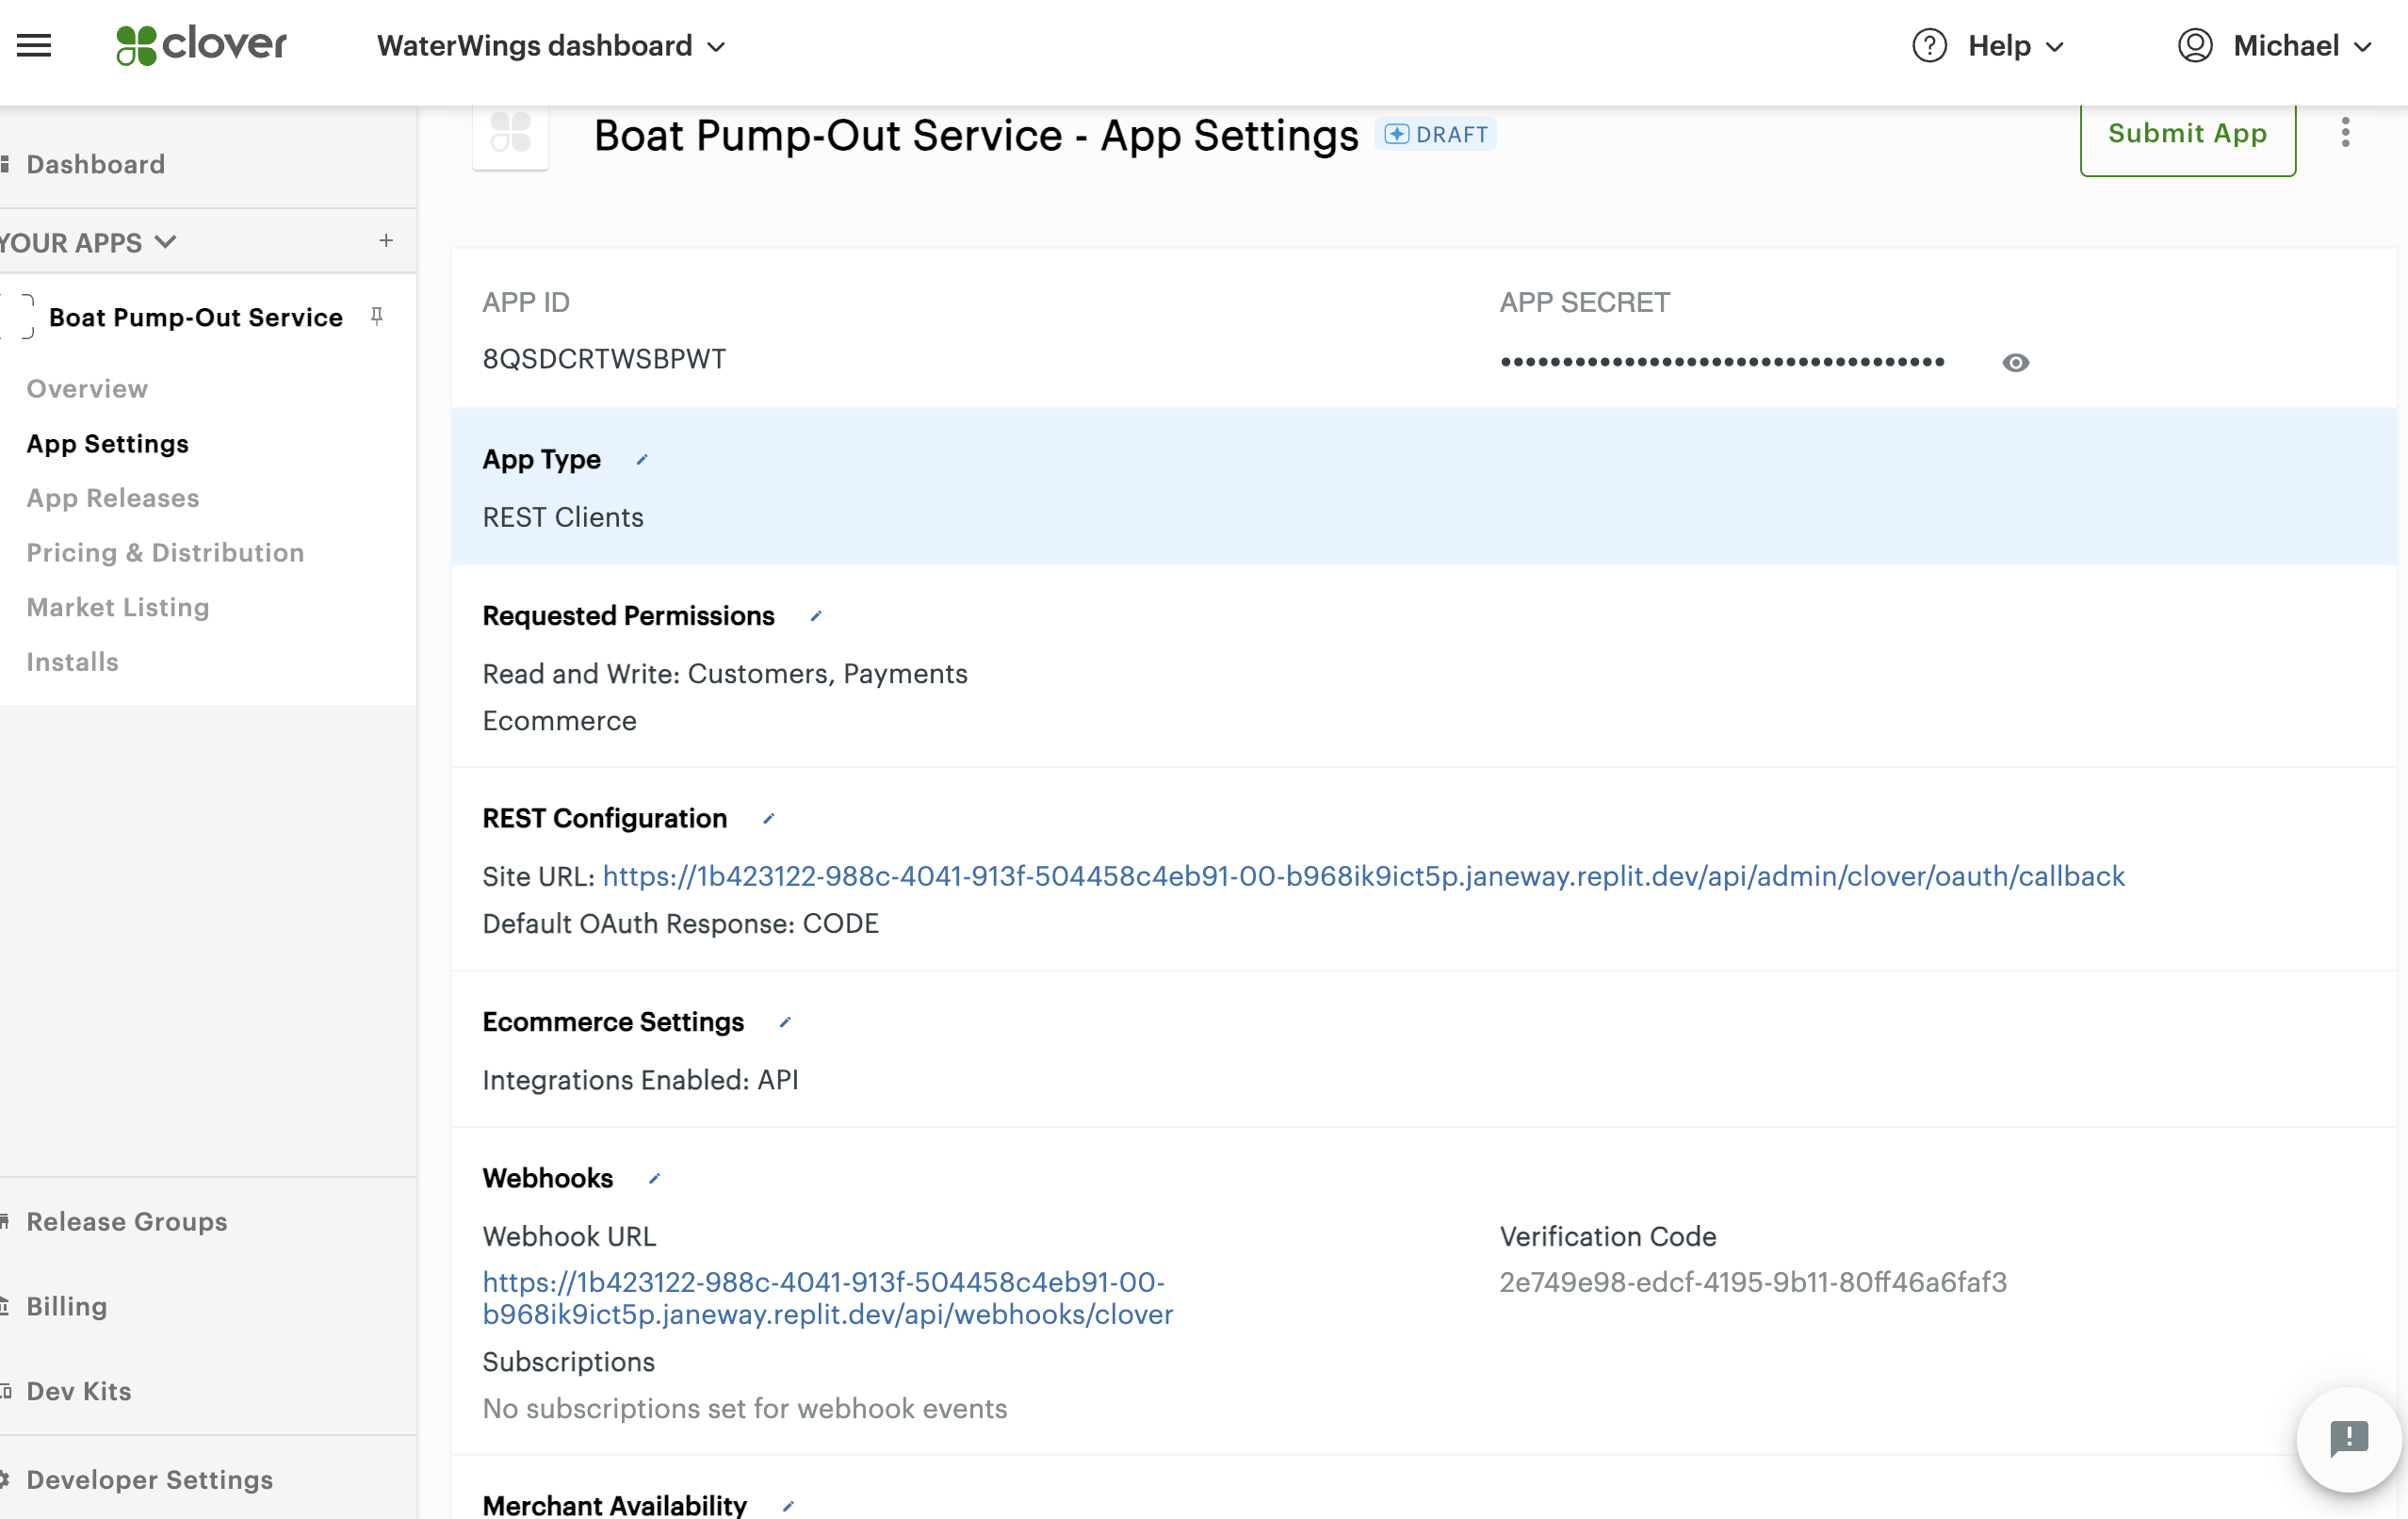 clover
WaterWings dashboard
Help
Michael
Boat Pump-Out Service - App Settings
DRAFT
Submit App
Dashboard
YOUR APPS
+
Boat Pump-Out Service
Overview
App Settings
App Releases
Pricing & Distribution
Market Listing
Installs
Release Groups
Billing
Dev Kits
Developer Settings
APP ID
8QSDCRTWSBPWT
APP SECRET
••••••••••••••••••••••••••••••••••••
App Type
REST Clients
Requested Permissions
Read and Write: Customers, Payments
Ecommerce
REST Configuration
Site URL: https://1b423122-988c-4041-913f-504458c4eb91-00-b968ik9ict5p.janeway.replit.dev/api/admin/clover/oauth/callback
Default OAuth Response: CODE
Ecommerce Settings
Integrations Enabled: API
Webhooks
Webhook URL
https://1b423122-988c-4041-913f-504458c4eb91-00-
b968ik9ict5p.janeway.replit.dev/api/webhooks/clover
Verification Code
2e749e98-edcf-4195-9b11-80ff46a6faf3
Subscriptions
No subscriptions set for webhook events
Merchant Availability